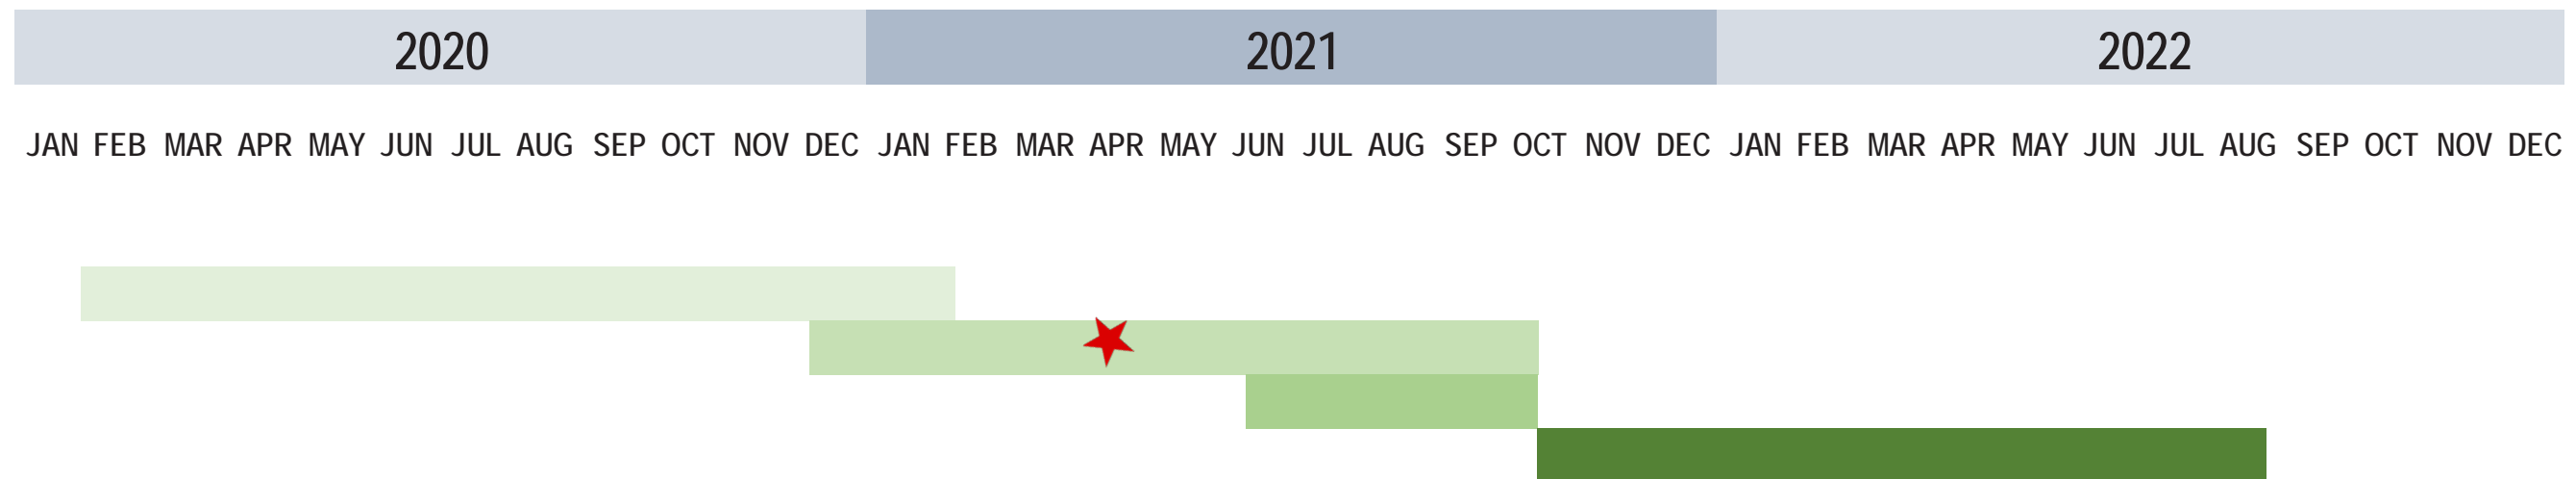 2020 2021 2022
JAN FEB MAR APR MAY JUN JUL AUG SEP OCT NOV DEC JAN FEB MAR APR MAY JUN JUL AUG SEP OCT NOV DEC JAN FEB MAR APR MAY JUN JUL AUG SEP OCT NOV DEC